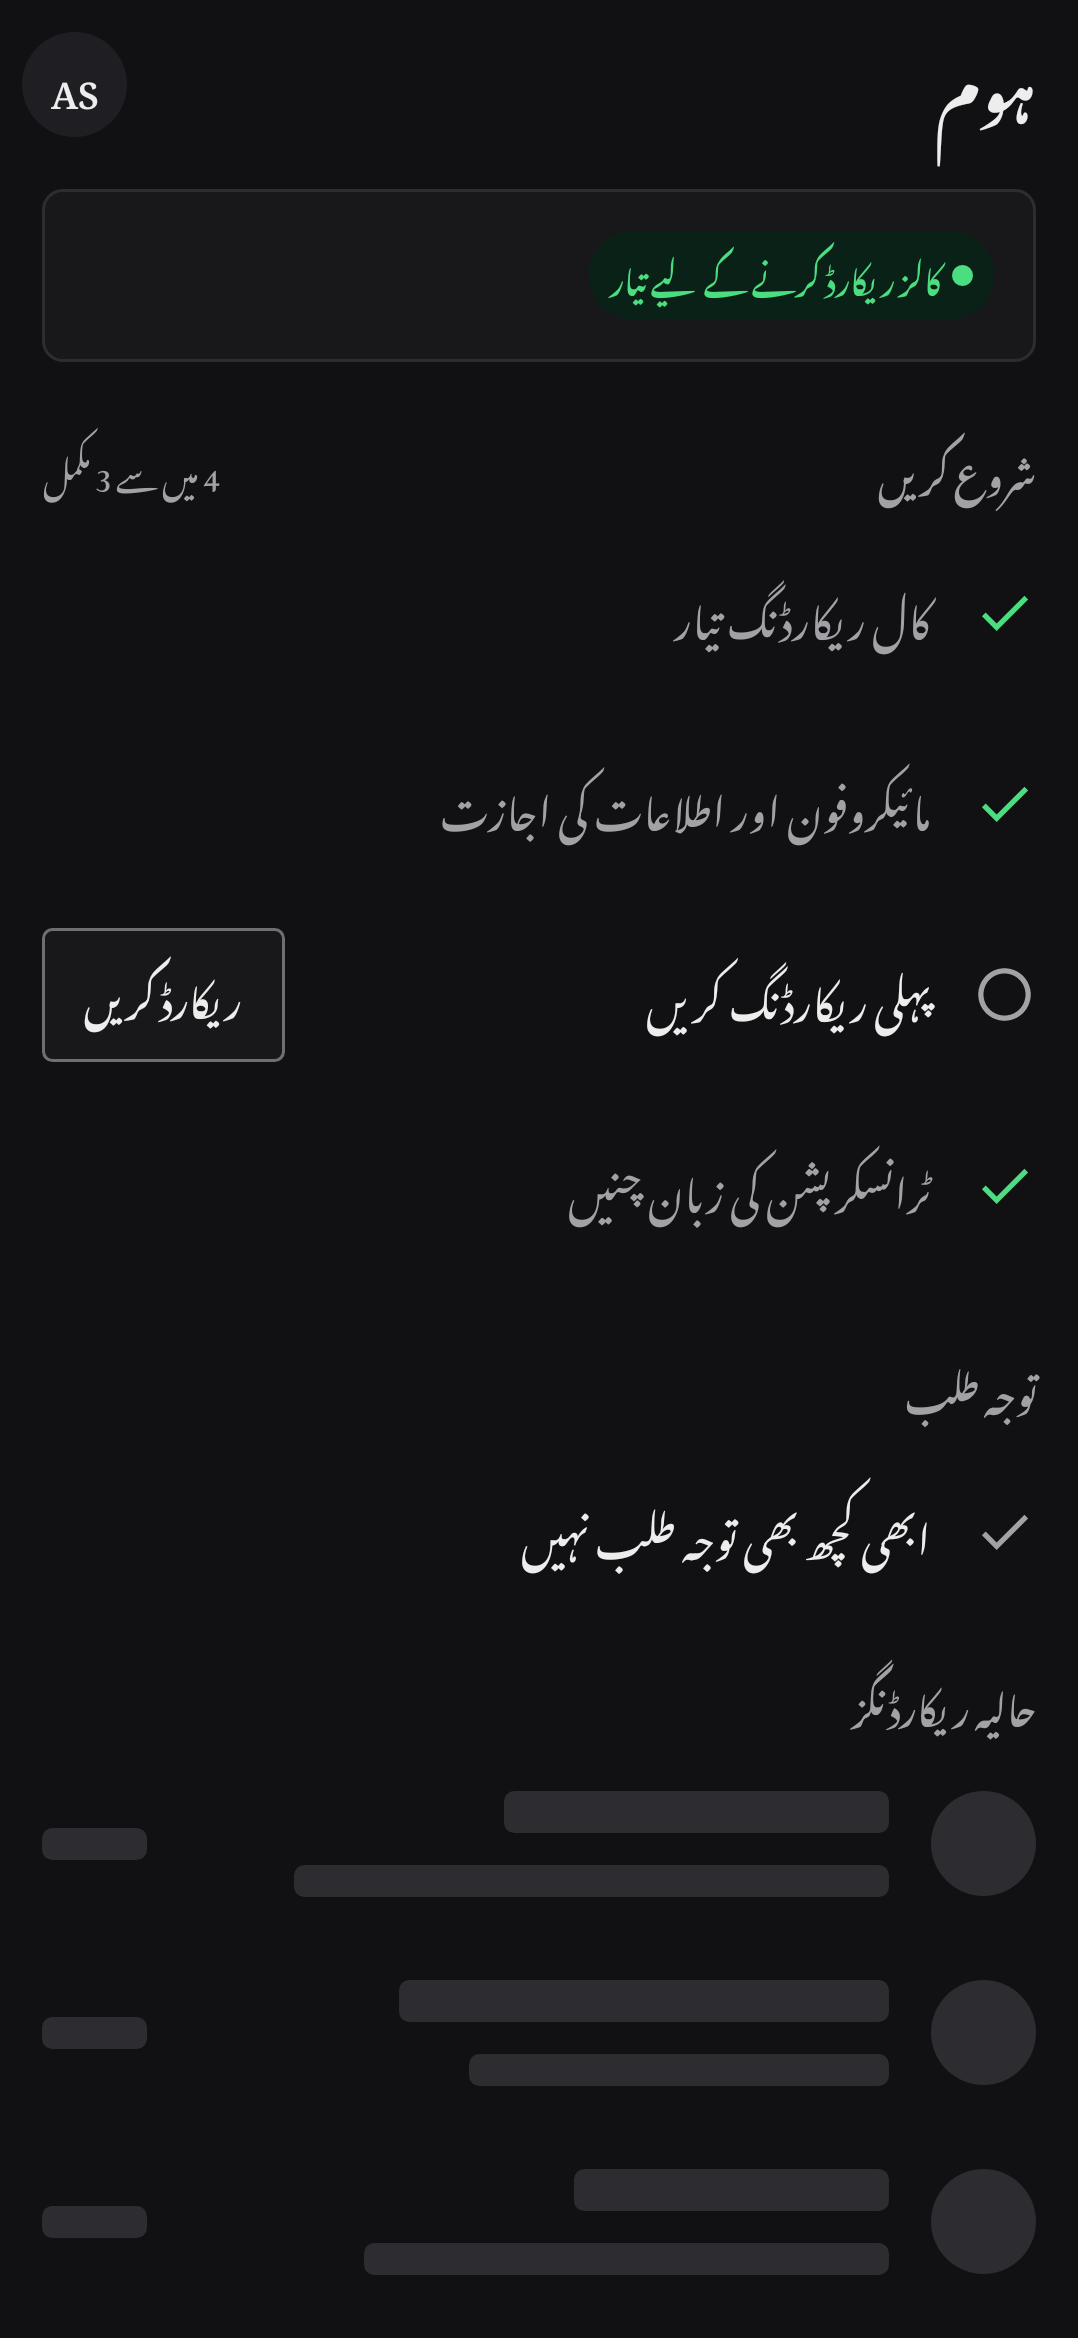 ہوم
AS
کالز ریکارڈ کرنے کے لیے تیار
شروع کریں
4 میں سے 3 مکمل
کال ریکارڈنگ تیار
مائیکروفون اور اطلاعات کی اجازت
پہلی ریکارڈنگ کریں
ریکارڈ کریں
ٹرانسکرپشن کی زبان چنیں
توجہ طلب
ابھی کچھ بھی توجہ طلب نہیں
حالیہ ریکارڈنگز